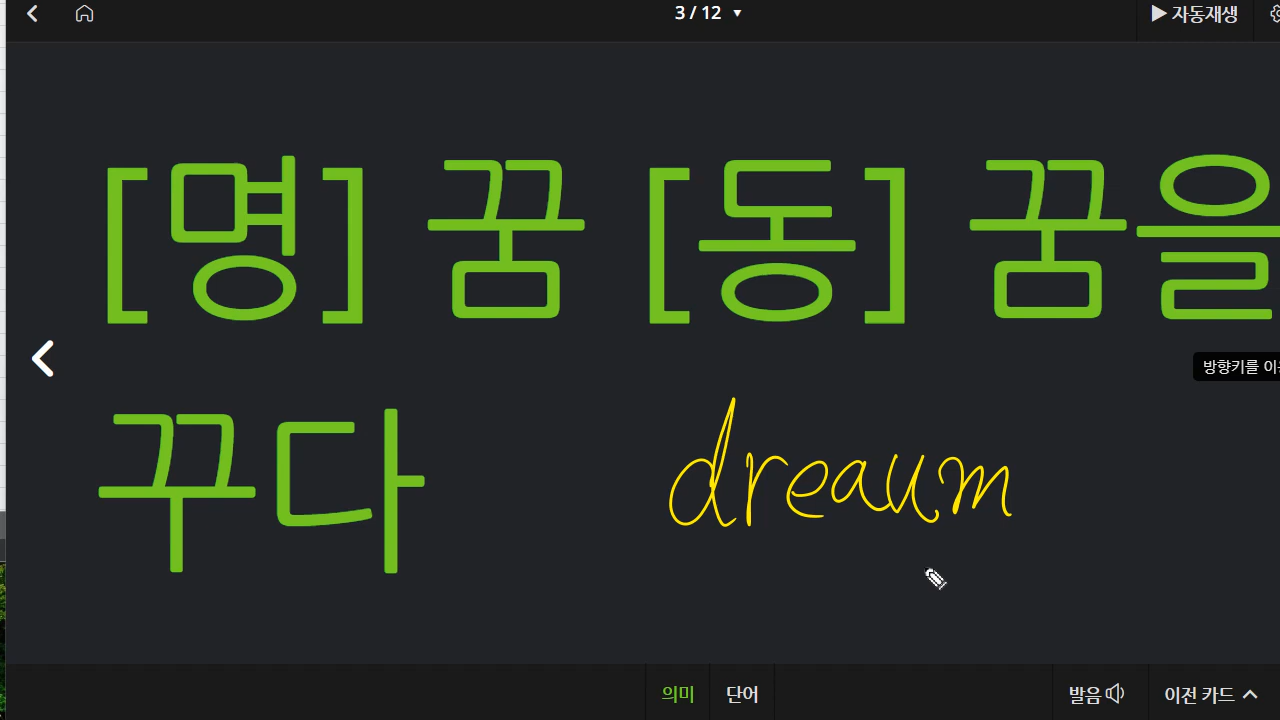 3 / 12 ▼
▶ 자동재생
[명] 꿈 [동] 꿈을
꾸다
방향키를
dreaum
의미 단어 발음 이전 카드